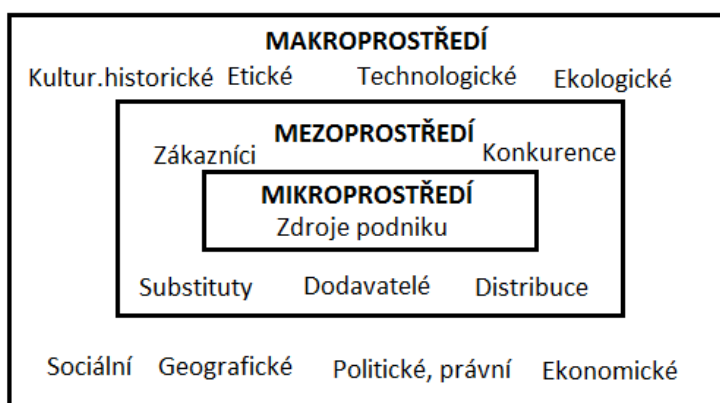 MAKROPROSTŘEDÍ
Kultur.historické Etické Technologické Ekologické
MEZOPROSTŘEDÍ
Zákazníci Konkurence
MIKROPROSTŘEDÍ
Zdroje podniku
Substituty Dodavatelé Distribuce
Sociální Geografické Politické, právní Ekonomické